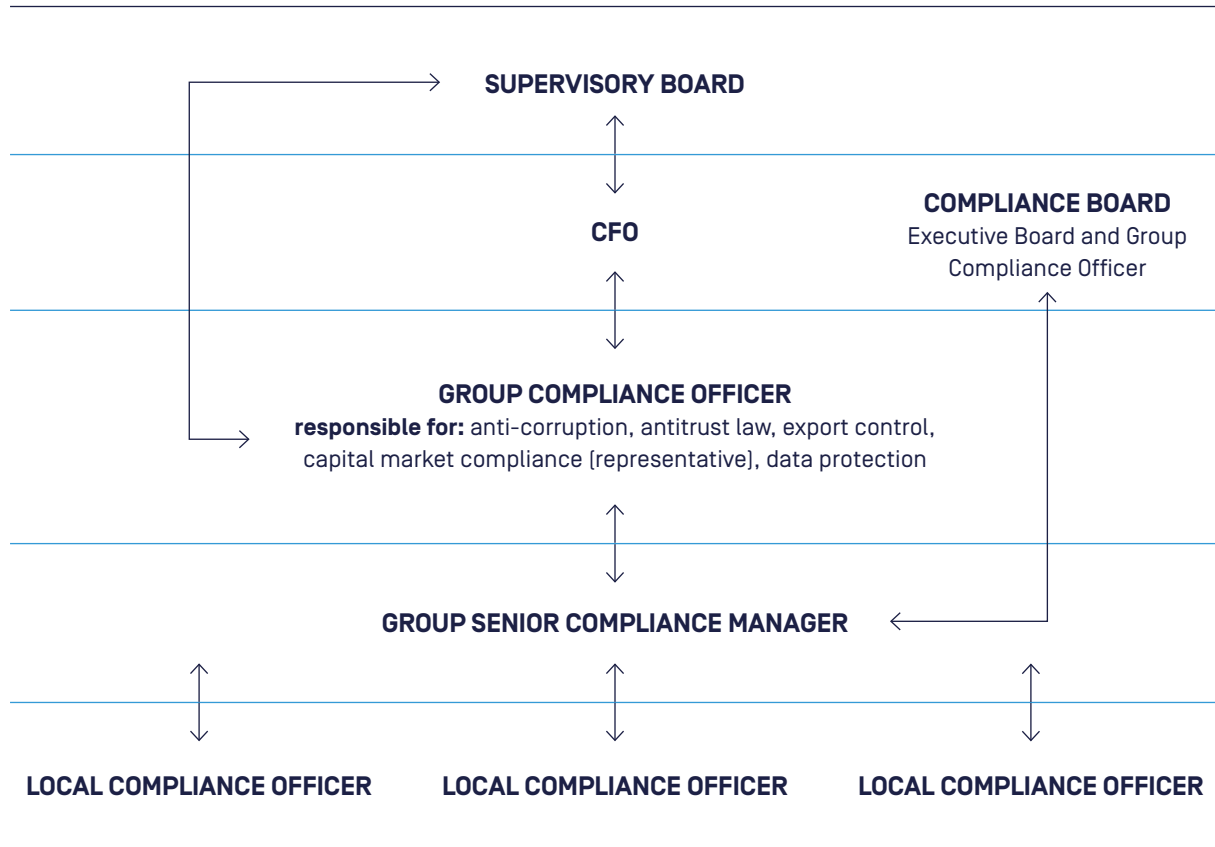 SUPERVISORY BOARD
CFO
COMPLIANCE BOARD
Executive Board and Group
Compliance Officer
GROUP COMPLIANCE OFFICER
responsible for: anti-corruption, antitrust law, export control,
capital market compliance (representative), data protection
GROUP SENIOR COMPLIANCE MANAGER
LOCAL COMPLIANCE OFFICER
LOCAL COMPLIANCE OFFICER
LOCAL COMPLIANCE OFFICER